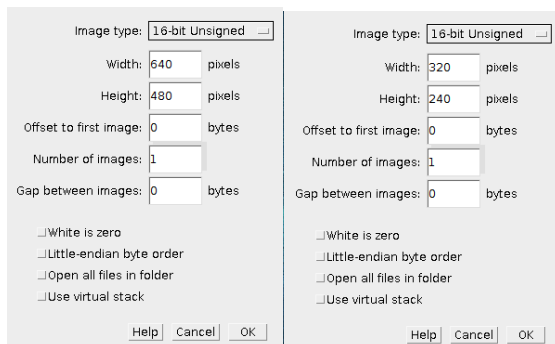 Image type: 16-bit Unsigned
Width: 640 pixels
Height: 480 pixels
Offset to first image: 0 bytes
Number of images: 1
Gap between images: 0 bytes
White is zero
Little-endian byte order
Open all files in folder
Use virtual stack
Help Cancel OK
Image type: 16-bit Unsigned
Width: 320 pixels
Height: 240 pixels
Offset to first image: 0 bytes
Number of images: 1
Gap between images: 0 bytes
White is zero
Little-endian byte order
Open all files in folder
Use virtual stack
Help Cancel OK